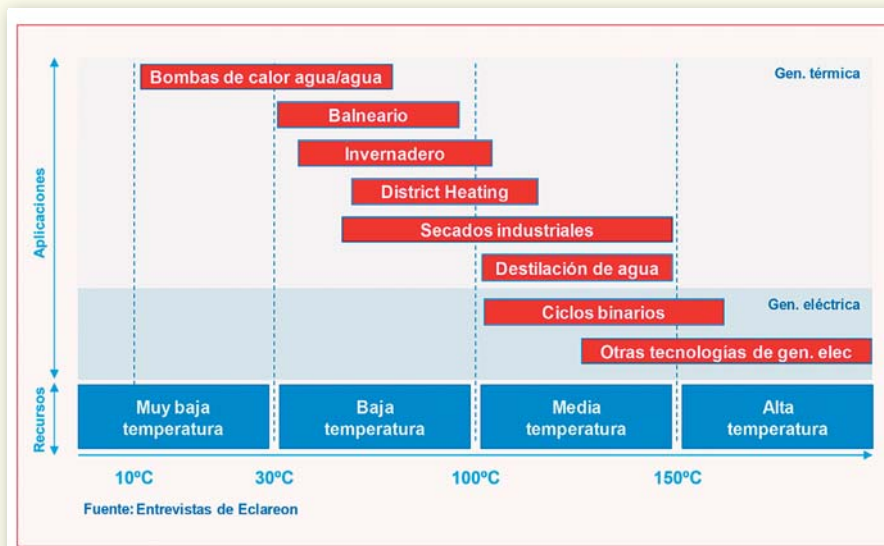 Gen. térmica
Bombas de calor agua/agua
Balneario
Invernadero
District Heating
Secados industriales
Destilación de agua
Gen. eléctrica
Ciclos binarios
Otras tecnologías de gen. elec
Aplicaciones
Recursos
Muy baja
temperatura
Baja
temperatura
Media
temperatura
Alta
temperatura
10ºC
30ºC
100ºC
150ºC
Fuente: Entrevistas de Eclareon